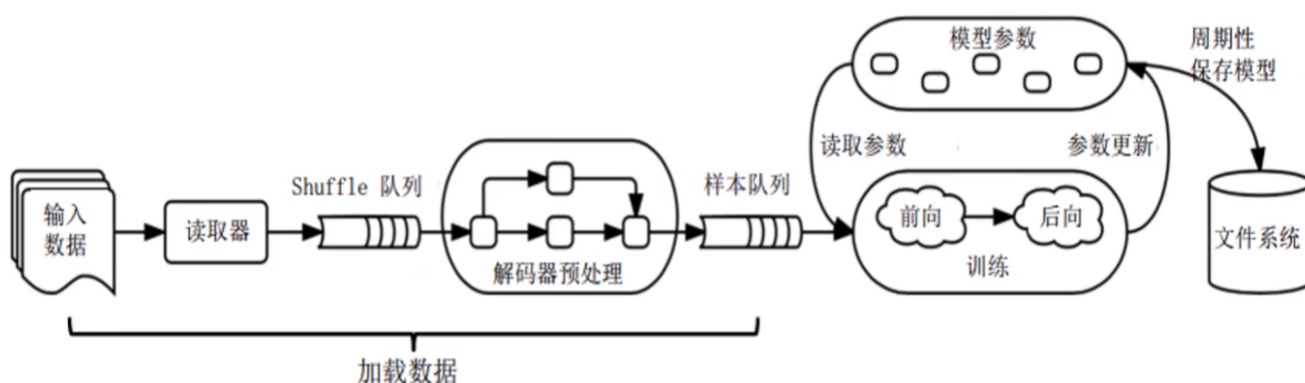 模型参数
周期性
保存模型
读取参数
参数更新
Shuffle 队列
样本队列
输入
数据
读取器
解码器预处理
前向
后向
训练
文件系统
加载数据